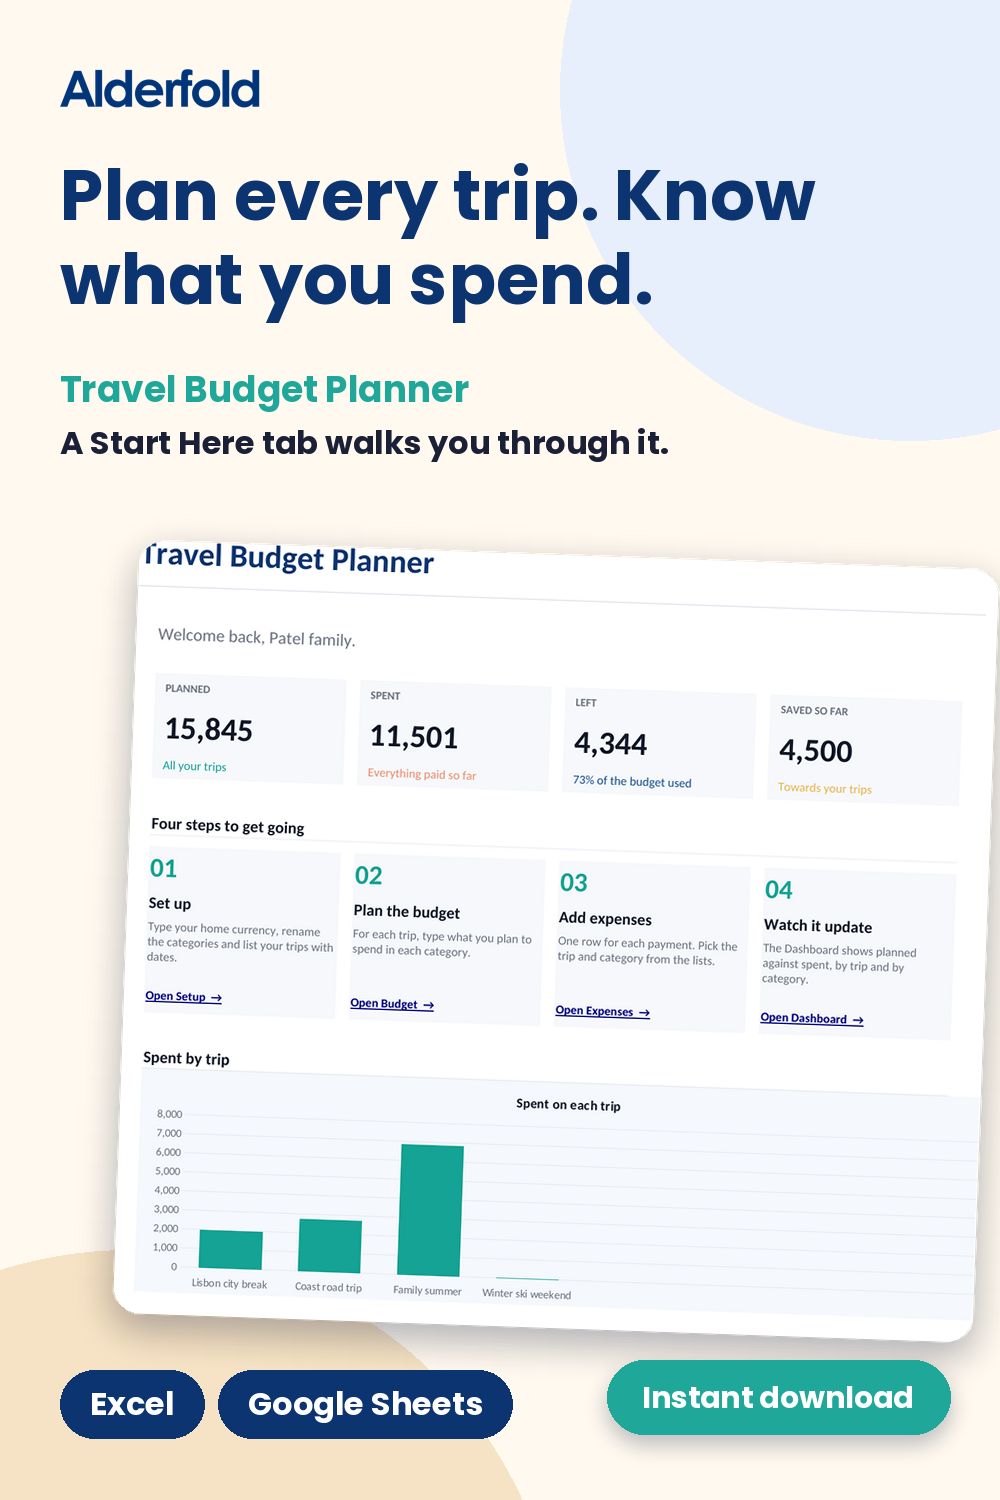 Alderfold
Plan every trip. Know
what you spend.
Travel Budget Planner
A Start Here tab walks you through it.
Travel Budget Planner
Welcome back, Patel family.
PLANNED
15,845
All your trips
SPENT
11,501
Everything paid so far
LEFT
4,344
73% of the budget used
SAVED SO FAR
4,500
Towards your trips
Four steps to get going
01
Set up
Type your home currency, rename
the categories and list your trips with
dates.
Open Setup →
02
Plan the budget
For each trip, type what you plan to
spend in each category.
Open Budget →
03
Add expenses
One row for each payment. Pick the
trip and category from the lists.
Open Expenses →
04
Watch it update
The Dashboard shows planned
against spent, by trip and by
category.
Open Dashboard →
Spent by trip
Spent on each trip
8,000
7,000
6,000
5,000
4,000
3,000
2,000
1,000
0
Lisbon city break
Coast road trip
Family summer
Winter ski weekend
Excel
Google Sheets
Instant download